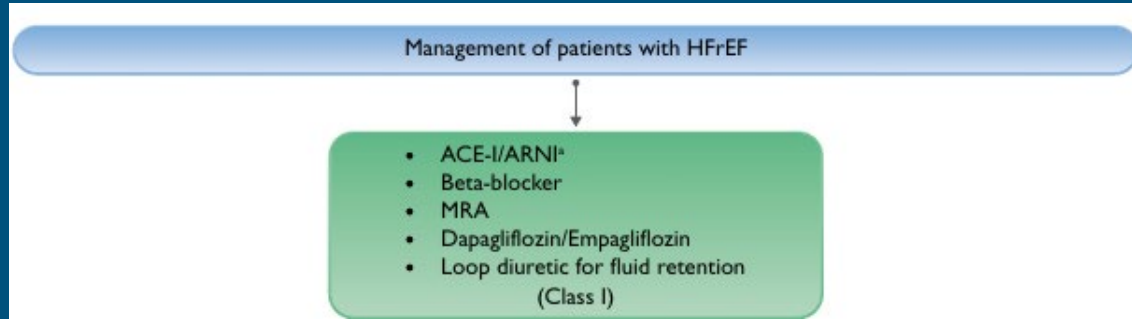 Management of patients with HFrEF
• ACE-I/ARNIᵃ
• Beta-blocker
• MRA
• Dapagliflozin/Empagliflozin
• Loop diuretic for fluid retention
(Class I)